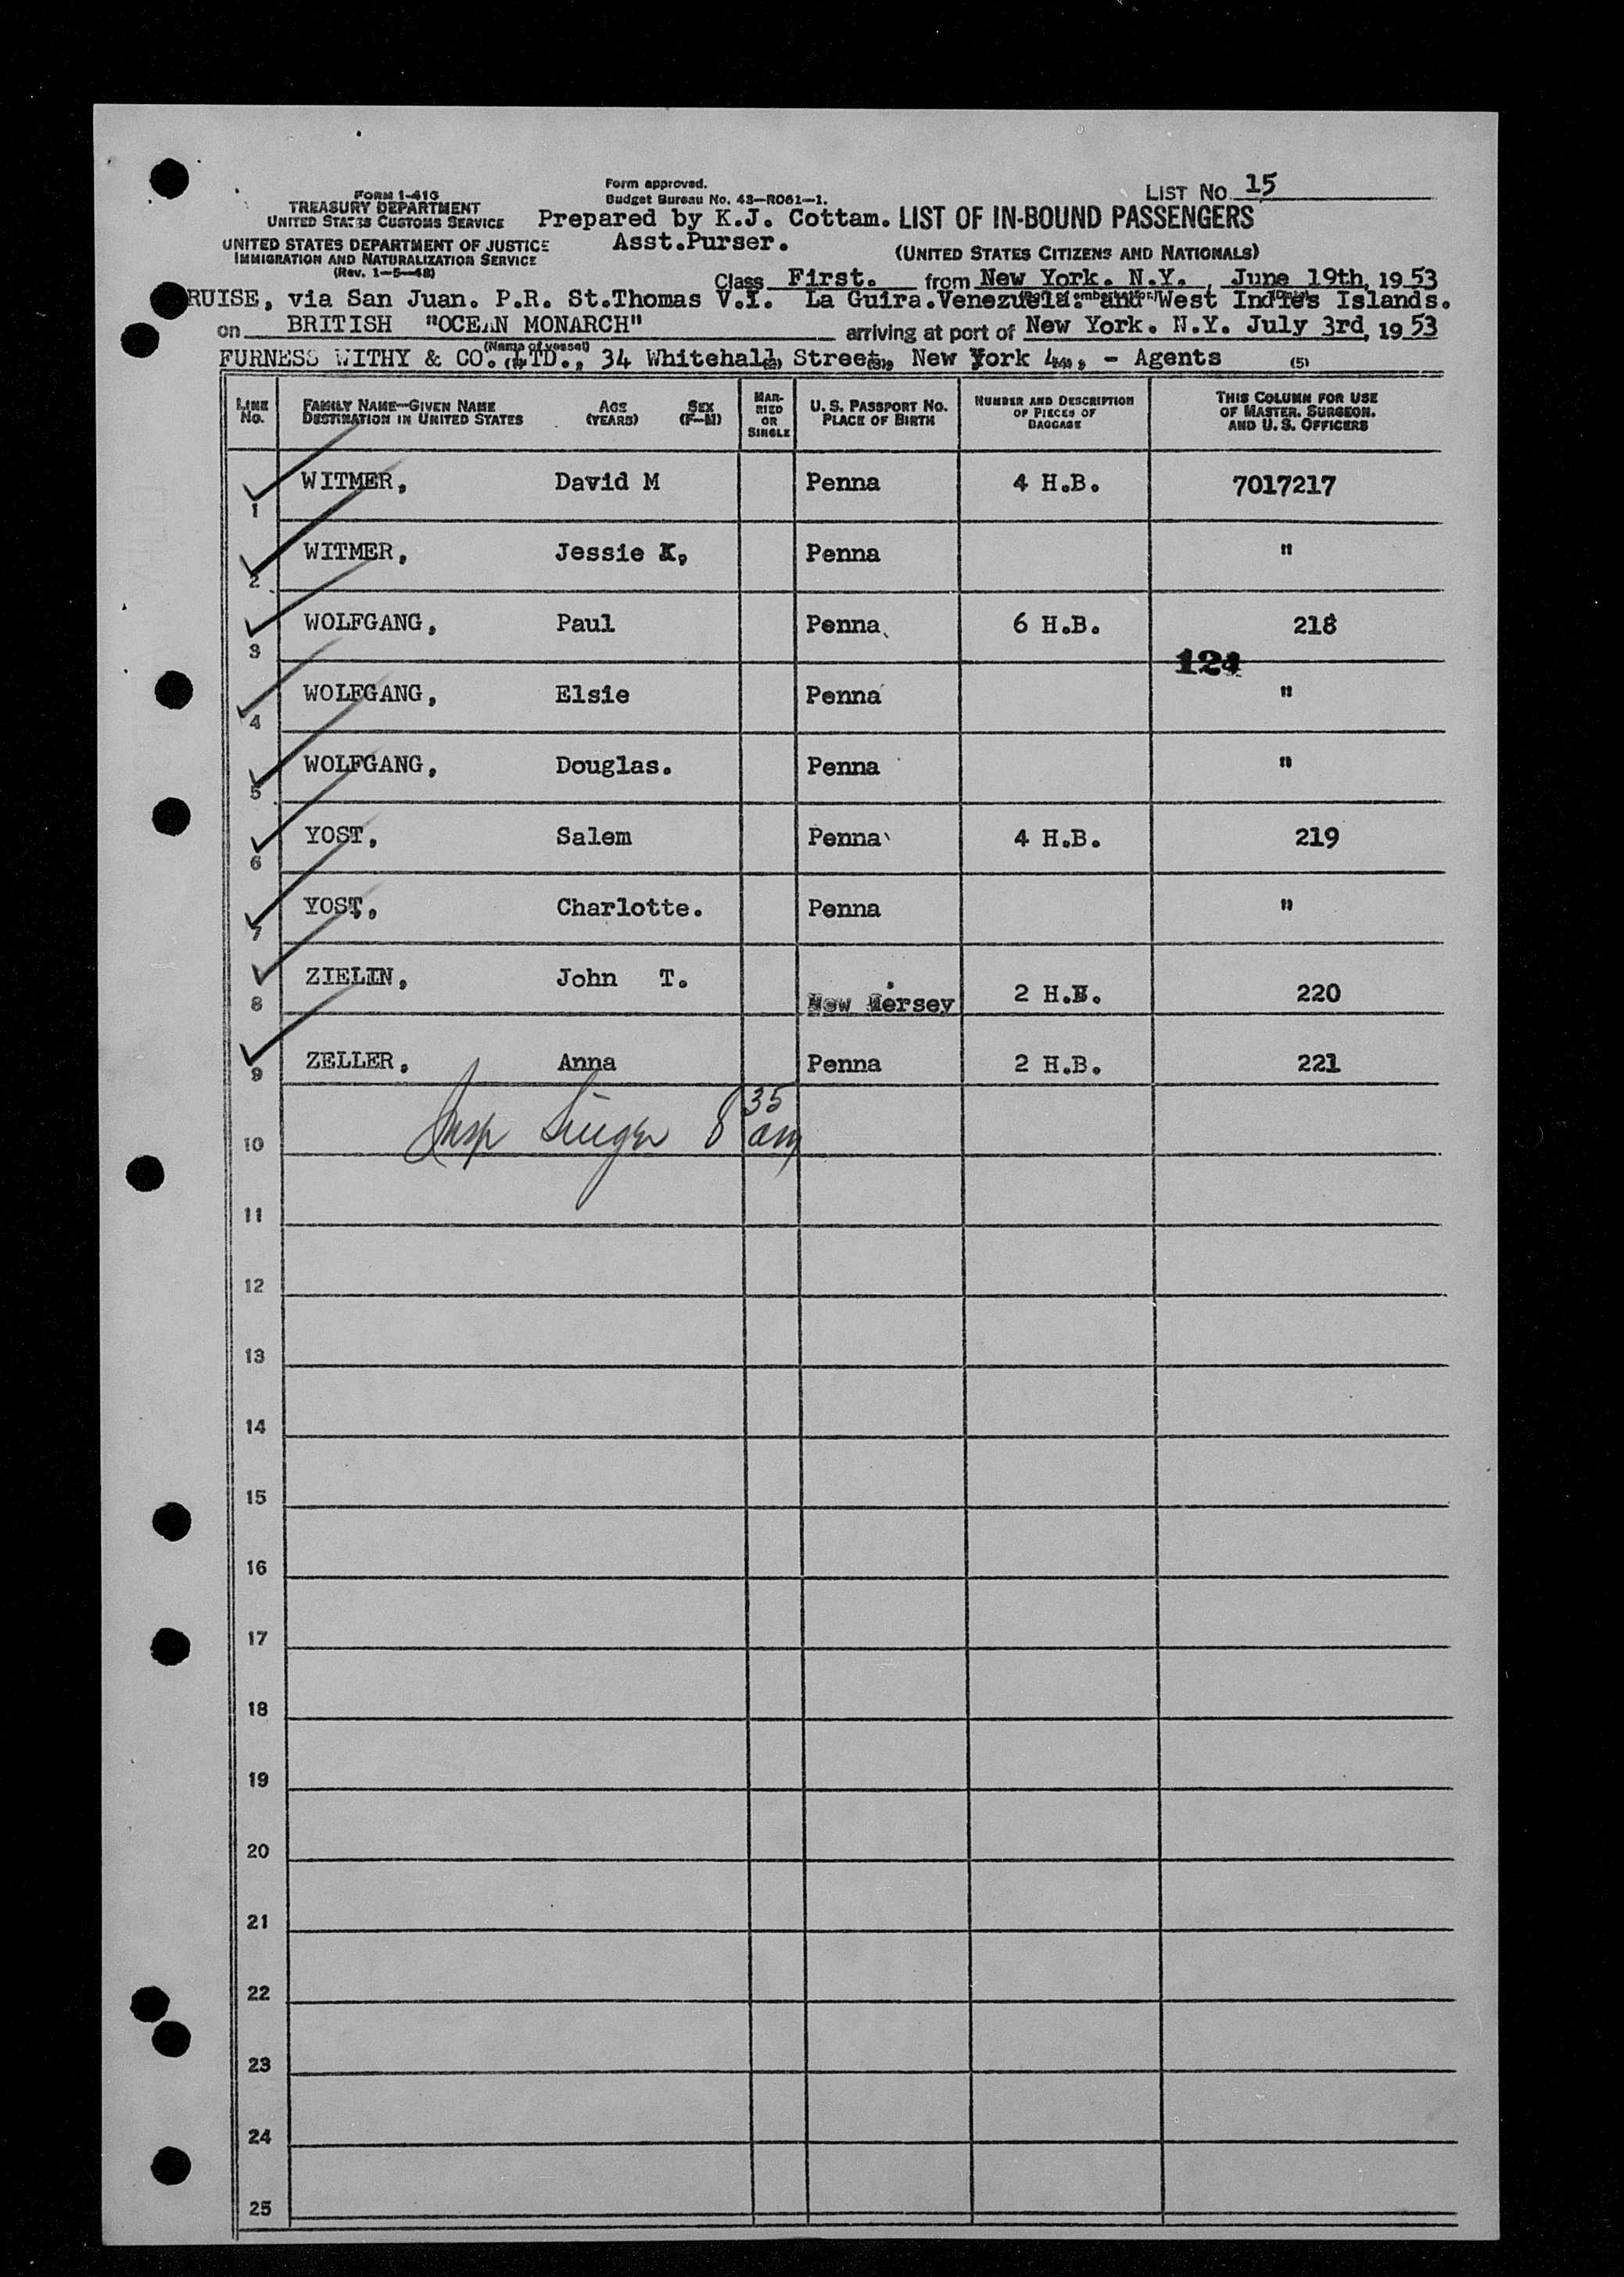 LIST NO. 15
FORM I-416
TREASURY DEPARTMENT
UNITED STATES CUSTOMS SERVICE
UNITED STATES DEPARTMENT OF JUSTICE
IMMIGRATION AND NATURALIZATION SERVICE
(Rev. 1-5-48)
Form approved.
Budget Bureau No. 43-R061-1.
Prepared by K.J. Cottam.
Asst.Purser.
LIST OF IN-BOUND PASSENGERS
(UNITED STATES CITIZENS AND NATIONALS)
Class First. from New York. N.Y., June 19th, 1953
RUISE, via San Juan. P.R. St.Thomas V.I. La Guira.Venezuela. and West Indies Islands.
on BRITISH "OCEAN MONARCH" arriving at port of New York. N.Y. July 3rd, 1953
(Name of vessel)
FURNESS WITHY & CO. LTD., 34 Whitehall Street, New York 4., - Agents
(5)
LINE No.
FAMILY NAME—GIVEN NAME
DESTINATION IN UNITED STATES
AGE (YEARS)
SEX (F-M)
MARRIED OR SINGLE
U. S. PASSPORT NO.
PLACE OF BIRTH
NUMBER AND DESCRIPTION OF PIECES OF BAGGAGE
THIS COLUMN FOR USE OF MASTER. SURGEON. AND U. S. OFFICERS
1 WITMER, David M Penna 4 H.B. 7017217
2 WITMER, Jessie K, Penna "
3 WOLFGANG, Paul Penna 6 H.B. 218
124
4 WOLFGANG, Elsie Penna "
5 WOLFGANG, Douglas. Penna "
6 YOST, Salem Penna 4 H.B. 219
7 YOST, Charlotte. Penna "
8 ZIELIN, John T. New Jersey 2 H.B. 220
9 ZELLER, Anna Penna 2 H.B. 221
Insp Singer 8 35 am
10
11
12
13
14
15
16
17
18
19
20
21
22
23
24
25